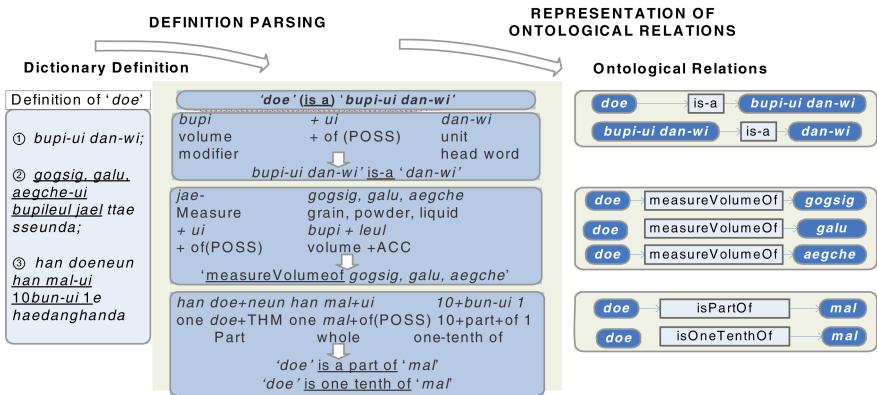 DEFINITION PARSING
REPRESENTATION OF
ONTOLOGICAL RELATIONS
Dictionary Definition
Ontological Relations
Definition of 'doe'
① bupi-ui dan-wi;
② gogsig, galu,
aegche-ui
bupileul jael ttae
sseunda;
③ han doeneun
han mal-ui
10bun-ui 1e
haedanghanda
'doe' (is a) 'bupi-ui dan-wi'
bupi + ui dan-wi
volume + of (POSS) unit
modifier head word
bupi-ui dan-wi' is-a 'dan-wi'
jae- gogsig, galu, aegche
Measure grain, powder, liquid
+ ui bupi + leul
+ of(POSS) volume +ACC
'measureVolumeof gogsig, galu, aegche'
han doe+neun han mal+ui 10+bun-ui 1
one doe+THM one mal+of(POSS) 10+part+of 1
Part whole one-tenth of
'doe' is a part of 'mal'
'doe' is one tenth of 'mal'
doe is-a bupi-ui dan-wi
bupi-ui dan-wi is-a dan-wi
doe measureVolumeOf gogsig
doe measureVolumeOf galu
doe measureVolumeOf aegche
doe isPartOf mal
doe isOneTenthOf mal